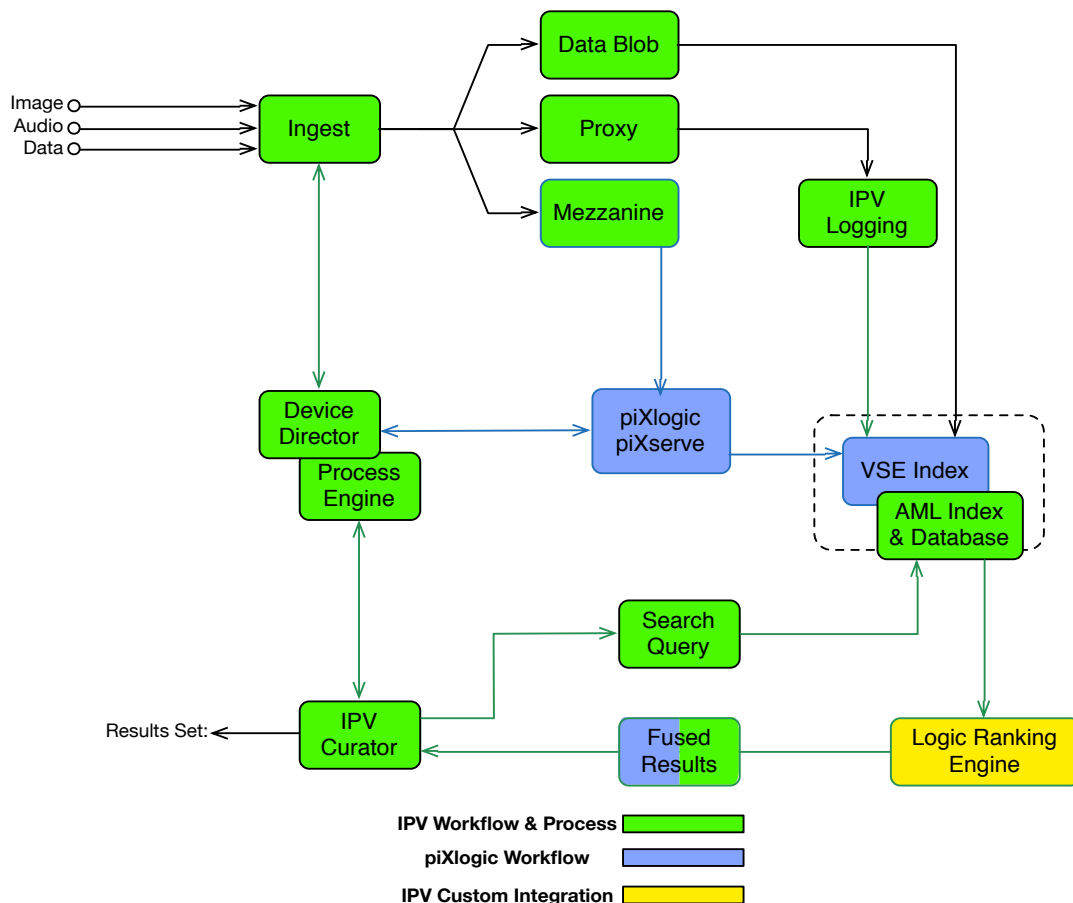 Data Blob
Image
Audio
Data
Ingest
Proxy
Mezzanine
IPV
Logging
Device
Director
Process
Engine
piXlogic
piXserve
VSE Index
AML Index
& Database
Search
Query
Results Set:
IPV
Curator
Fused
Results
Logic Ranking
Engine
IPV Workflow & Process
piXlogic Workflow
IPV Custom Integration